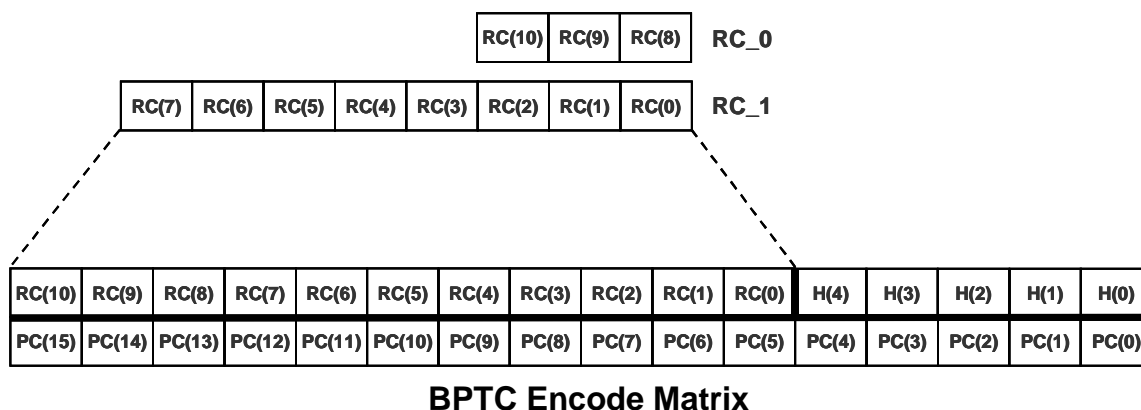 RC(10) RC(9) RC(8) RC_0
RC(7) RC(6) RC(5) RC(4) RC(3) RC(2) RC(1) RC(0) RC_1
RC(10) RC(9) RC(8) RC(7) RC(6) RC(5) RC(4) RC(3) RC(2) RC(1) RC(0) H(4) H(3) H(2) H(1) H(0)
PC(15) PC(14) PC(13) PC(12) PC(11) PC(10) PC(9) PC(8) PC(7) PC(6) PC(5) PC(4) PC(3) PC(2) PC(1) PC(0)
BPTC Encode Matrix